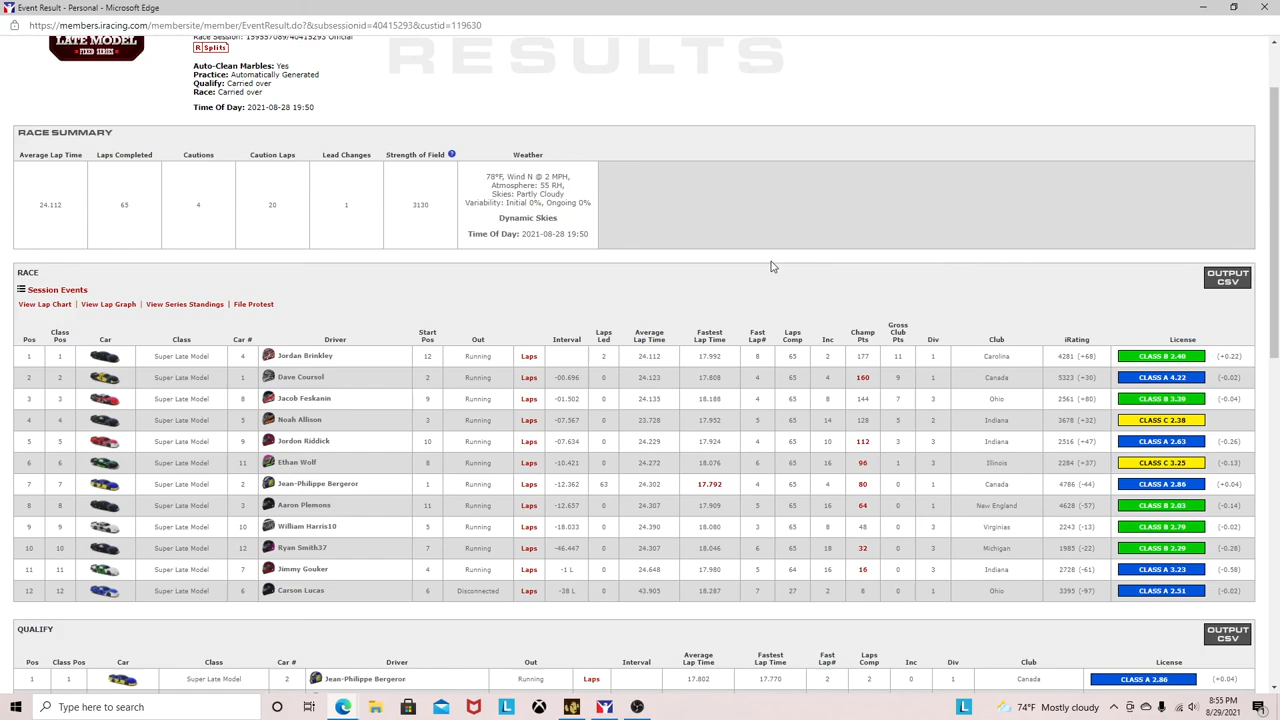 Event Result - Personal - Microsoft Edge
https://members.iracing.com/membersite/member/EventResult.do?&subsessionid=40415293&custid=119630
LATE MODEL
RESULTS
Splits
Auto-Clean Marbles: Yes
Practice: Automatically Generated
Qualify: Carried over
Race: Carried over
Time Of Day: 2021-08-28 19:50
RACE SUMMARY
Average Lap Time Laps Completed Cautions Caution Laps Lead Changes Strength of Field ? Weather
24.112 65 4 20 1 3130
78°F, Wind N @ 2 MPH,
Atmosphere: 55 RH,
Skies: Partly Cloudy
Variability: Initial 0%, Ongoing 0%
Dynamic Skies
Time Of Day: 2021-08-28 19:50
RACE
OUTPUT CSV
Session Events
View Lap Chart | View Lap Graph | View Series Standings | File Protest
Pos Class Pos Car Class Car # Driver Start Pos Out Interval Laps Led Average Lap Time Fastest Lap Time Fast Lap# Laps Comp Inc Champ Pts Gross Club Pts Div Club iRating License
1 1 Super Late Model 4 Jordan Brinkley 12 Running Laps 2 24.112 17.992 8 65 4 177 11 1 Carolina 4281 (+68) CLASS B 2.40 (+0.22)
2 2 Super Late Model 1 Dave Coursol 2 Running Laps -00.696 0 24.123 17.808 4 65 4 160 9 1 Canada 5323 (+30) CLASS A 4.22 (-0.02)
3 3 Super Late Model 8 Jacob Feskanin 9 Running Laps -01.502 0 24.135 18.188 4 65 8 144 7 3 Ohio 2561 (+80) CLASS B 3.39 (-0.04)
4 4 Super Late Model 5 Noah Allison 3 Running Laps -07.567 0 23.728 17.952 5 65 14 128 5 2 Indiana 3678 (+32) CLASS C 2.38
5 5 Super Late Model 9 Jordon Riddick 10 Running Laps -07.634 0 24.229 17.924 4 65 10 112 3 3 Indiana 2516 (+47) CLASS A 2.63 (-0.26)
6 6 Super Late Model 11 Ethan Wolf 8 Running Laps -10.421 0 24.272 18.076 6 65 16 96 1 3 Illinois 2284 (+37) CLASS C 3.25 (-0.13)
7 7 Super Late Model 2 Jean-Philippe Bergeror 1 Running Laps -12.362 63 24.302 17.792 4 65 4 80 0 1 Canada 4786 (-44) CLASS A 2.86 (+0.04)
8 8 Super Late Model 3 Aaron Plemons 11 Running Laps -12.657 0 24.307 17.909 5 65 16 64 0 1 New England 4628 (-57) CLASS B 2.03 (-0.14)
9 9 Super Late Model 10 William Harris10 5 Running Laps -18.033 0 24.390 18.080 3 65 8 48 0 3 Virginias 2243 (-13) CLASS B 2.79 (-0.02)
10 10 Super Late Model 12 Ryan Smith37 7 Running Laps -46.447 0 24.307 18.046 6 65 18 32 0 3 Michigan 1985 (-22) CLASS B 2.29 (-0.28)
11 11 Super Late Model 7 Jimmy Gouker 4 Running Laps -1 L 0 24.648 17.980 5 64 16 16 0 3 Indiana 2728 (-61) CLASS A 3.23 (-0.58)
12 12 Super Late Model 6 Carson Lucas 6 Disconnected Laps -38 L 0 43.905 18.287 7 27 2 8 0 1 Ohio 3395 (-97) CLASS A 2.51 (-0.02)
QUALIFY
OUTPUT CSV
Pos Class Pos Car Class Car # Driver Out Interval Average Lap Time Fastest Lap Time Fast Lap# Laps Comp Inc Div Club License
1 1 Super Late Model 2 Jean-Philippe Bergeror Running Laps 17.802 17.770 2 2 0 1 Canada CLASS A 2.86 (+0.04)
Type here to search
74°F Mostly cloudy
8:55 PM
8/29/2021